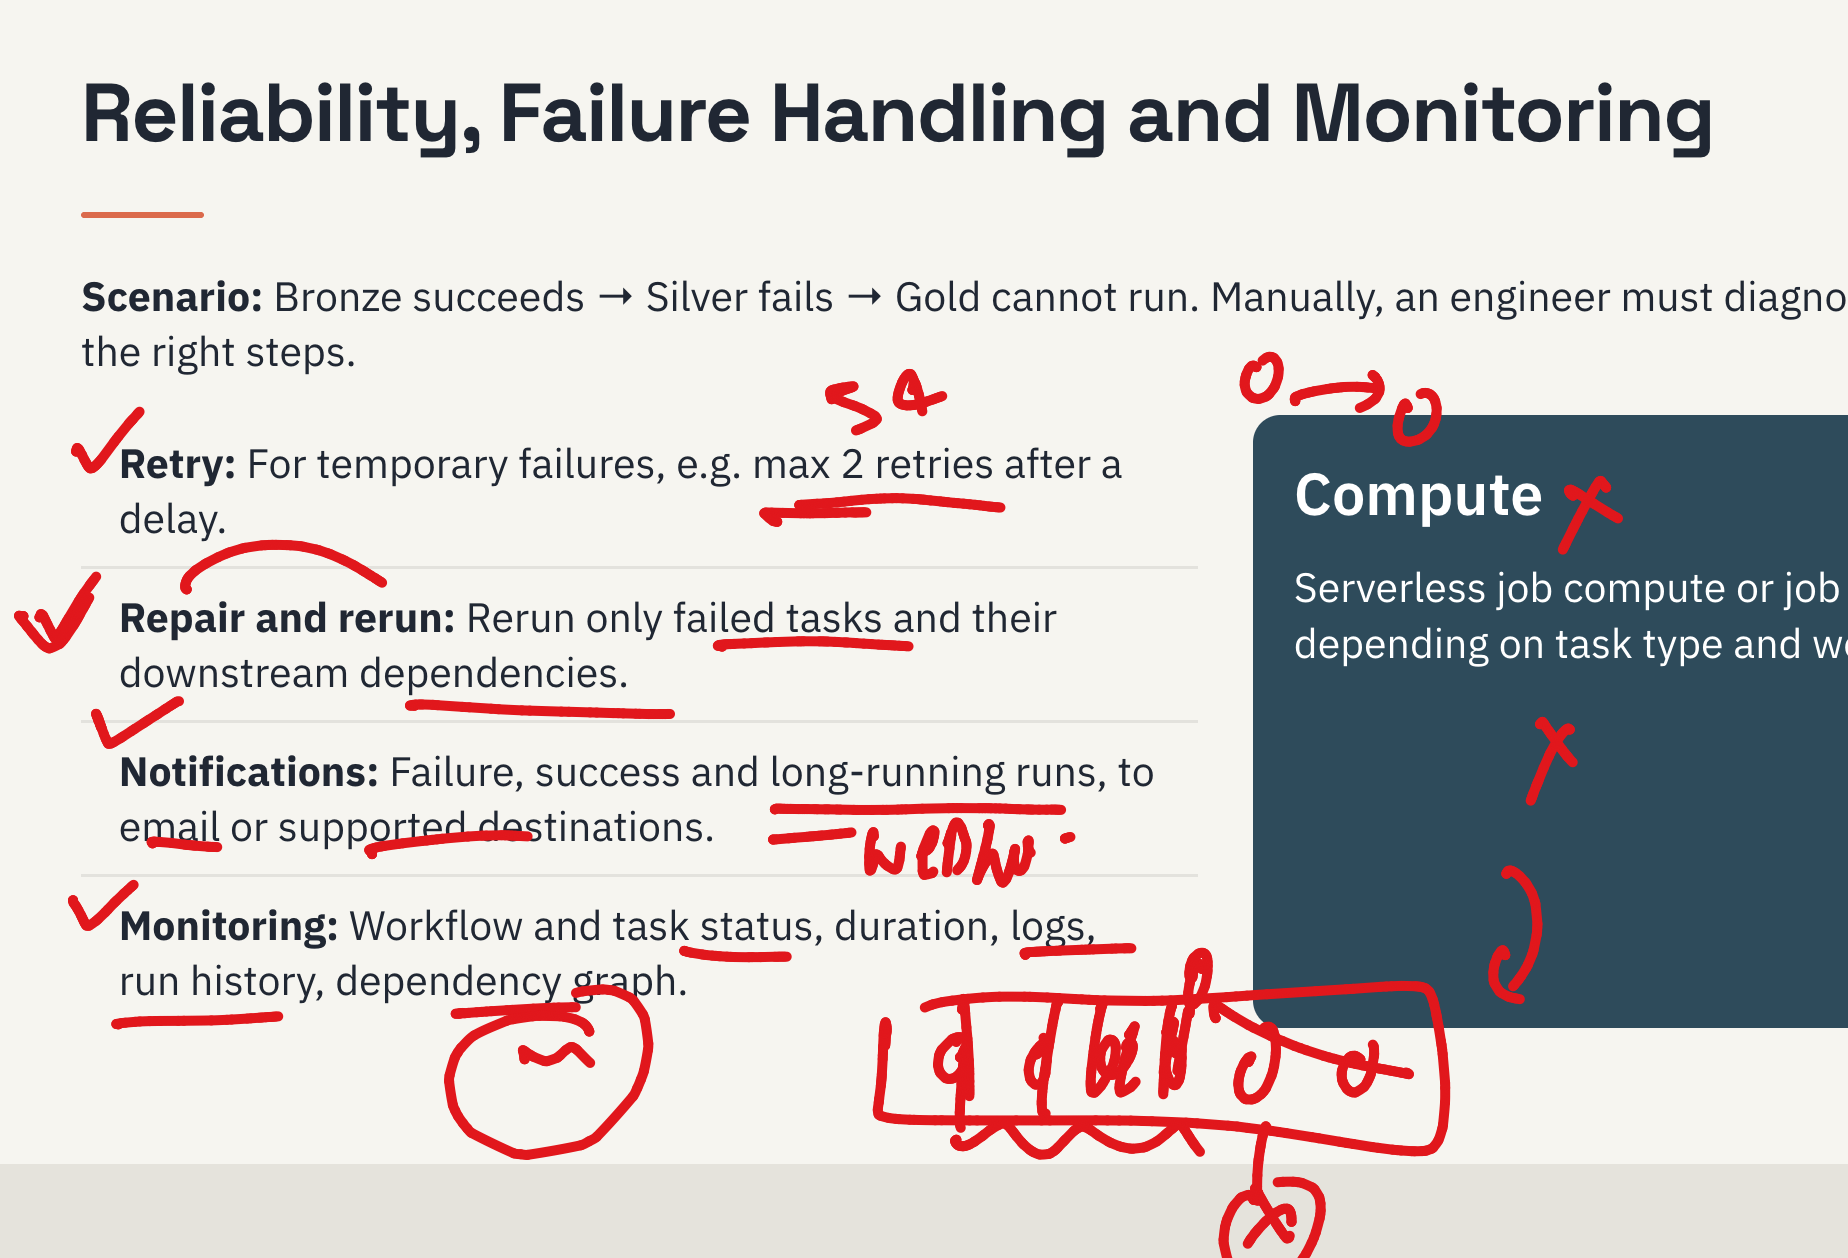 Reliability, Failure Handling and Monitoring
Scenario: Bronze succeeds → Silver fails → Gold cannot run. Manually, an engineer must diagno
the right steps.
Retry: For temporary failures, e.g. max 2 retries after a
delay.
Repair and rerun: Rerun only failed tasks and their
downstream dependencies.
Notifications: Failure, success and long-running runs, to
email or supported destinations.
Monitoring: Workflow and task status, duration, logs,
run history, dependency graph.
Compute
Serverless job compute or job
depending on task type and wo